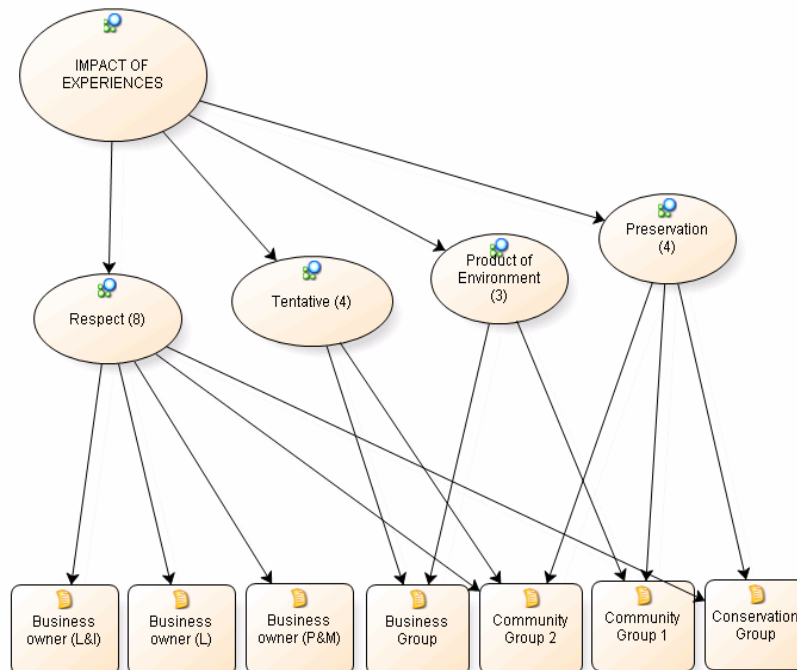 IMPACT OF
EXPERIENCES
Preservation
(4)
Product of
Environment
(3)
Tentative (4)
Respect (8)
Business
owner (L&I)
Business
owner (L)
Business
owner (P&M)
Business
Group
Community
Group 2
Community
Group 1
Conservation
Group